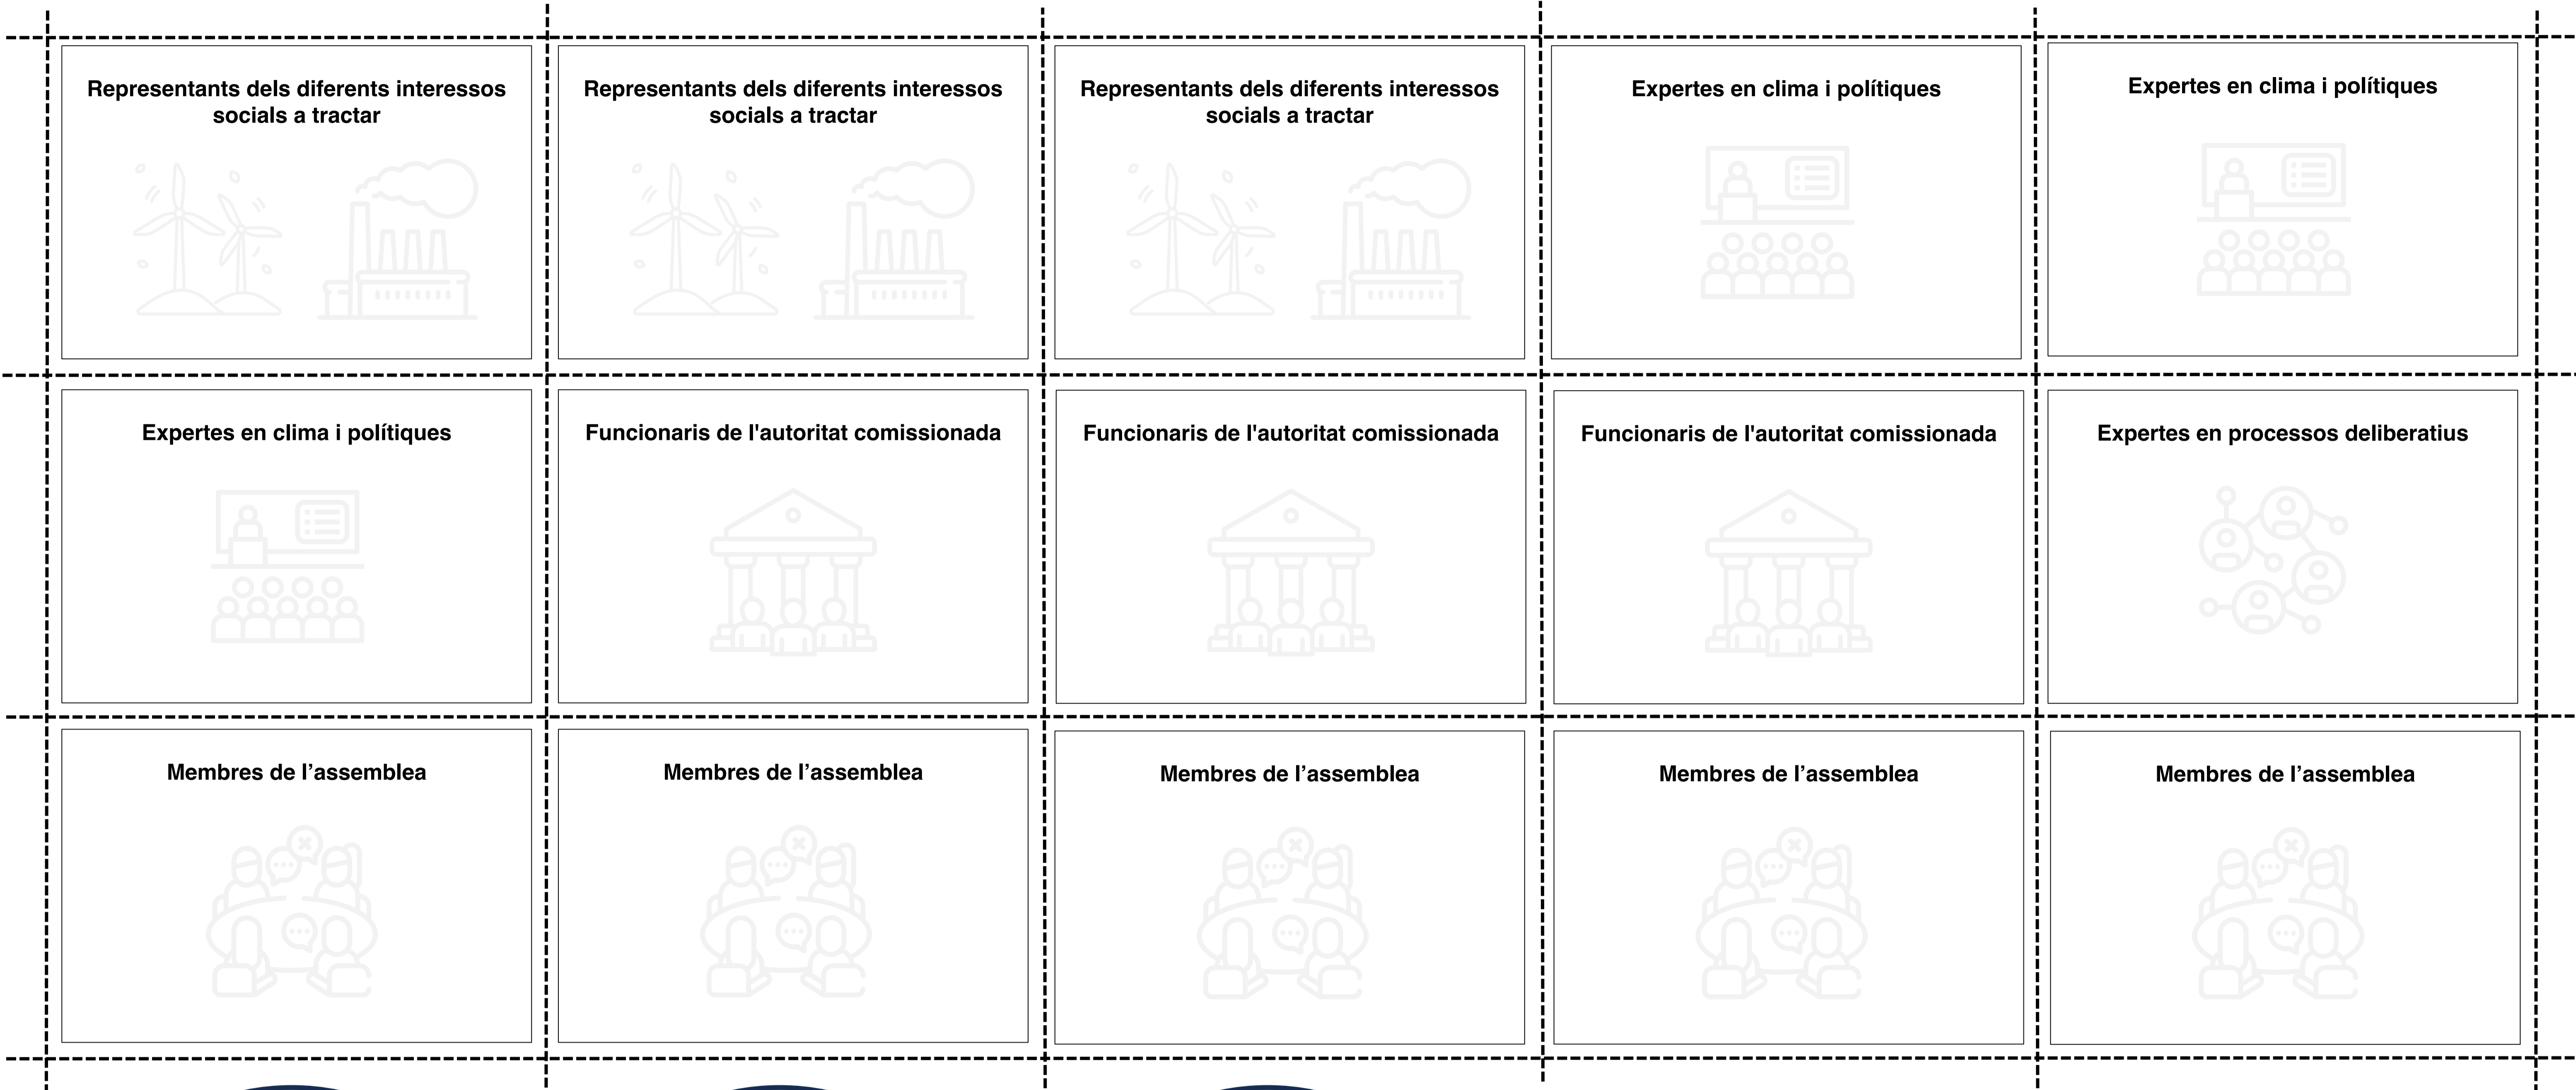 Representants dels diferents interessos
socials a tractar
Representants dels diferents interessos
socials a tractar
Representants dels diferents interessos
socials a tractar
Expertes en clima i polítiques
Expertes en clima i polítiques
Expertes en clima i polítiques
Funcionaris de l'autoritat comissionada
Funcionaris de l'autoritat comissionada
Funcionaris de l'autoritat comissionada
Expertes en processos deliberatius
Membres de l’assemblea
Membres de l’assemblea
Membres de l’assemblea
Membres de l’assemblea
Membres de l’assemblea